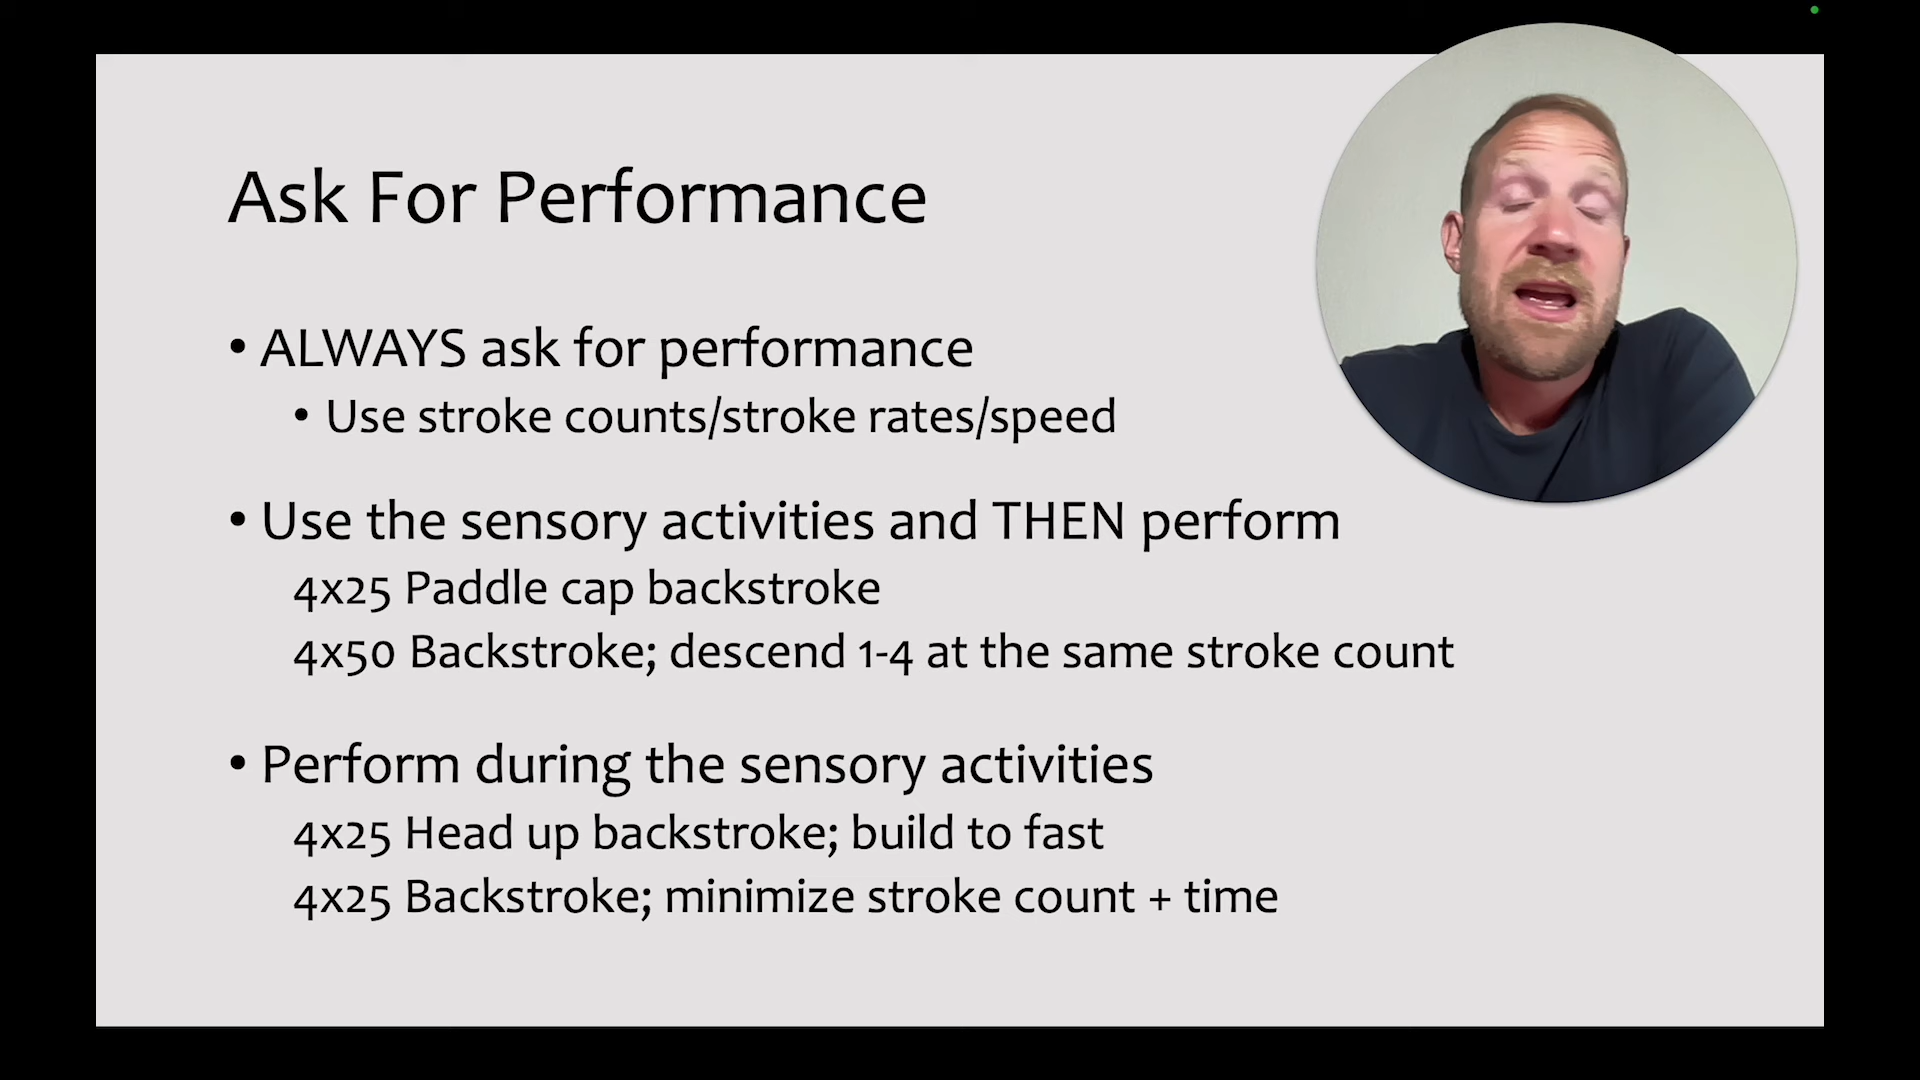 Ask For Performance
• ALWAYS ask for performance
• Use stroke counts/stroke rates/speed
• Use the sensory activities and THEN perform
4x25 Paddle cap backstroke
4x50 Backstroke; descend 1-4 at the same stroke count
• Perform during the sensory activities
4x25 Head up backstroke; build to fast
4x25 Backstroke; minimize stroke count + time